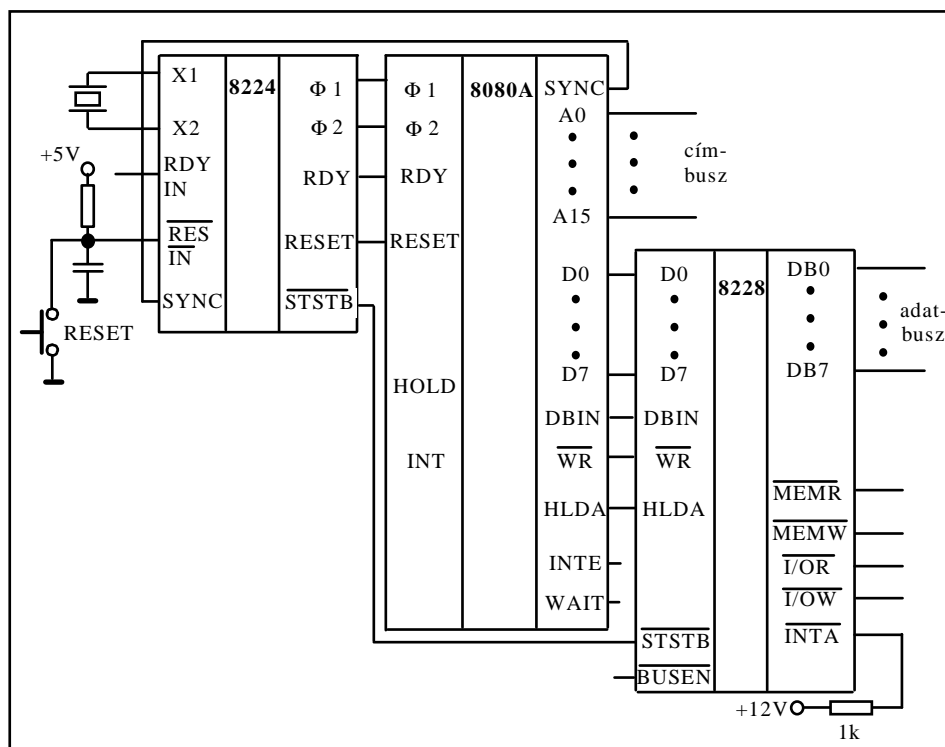 X1
X2
RDY
IN
RES
IN
SYNC
8224
Φ 1
Φ 2
RDY
RESET
STSTB
+5V
RESET
Φ 1
Φ 2
RDY
RESET
HOLD
INT
8080A
SYNC
A0
A15
D0
D7
DBIN
WR
HLDA
INTE
WAIT
cím-
busz
D0
D7
DBIN
WR
HLDA
STSTB
BUSEN
8228
DB0
DB7
MEMR
MEMW
I/OR
I/OW
INTA
adat-
busz
+12V
1k